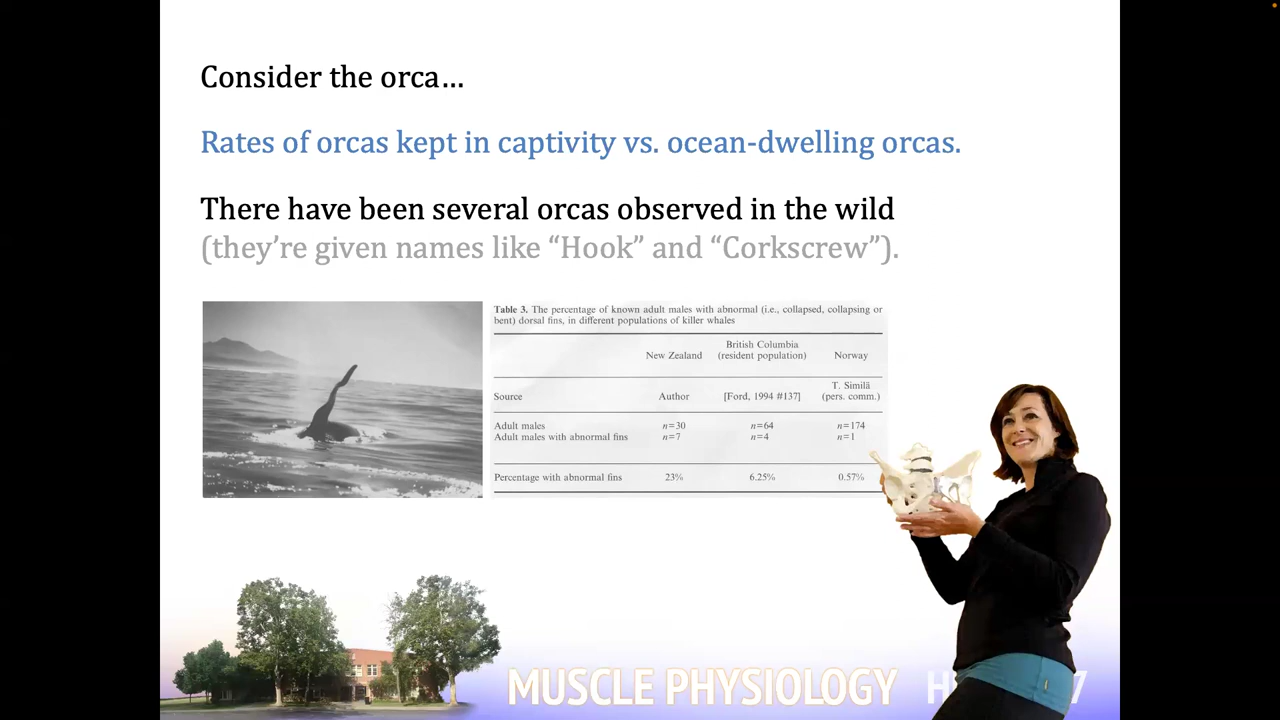 Consider the orca…
Rates of orcas kept in captivity vs. ocean-dwelling orcas.
There have been several orcas observed in the wild
(they’re given names like “Hook” and “Corkscrew”).
Table 3. The percentage of known adult males with abnormal (i.e., collapsed, collapsing or
bent) dorsal fins, in different populations of killer whales
New Zealand British Columbia (resident population) Norway
Source Author [Ford, 1994 #137] T. Similä (pers. comm.)
Adult males n=30 n=64 n=174
Adult males with abnormal fins n=7 n=4 n=1
Percentage with abnormal fins 23% 6.25% 0.57%
MUSCLE PHYSIOLOGY